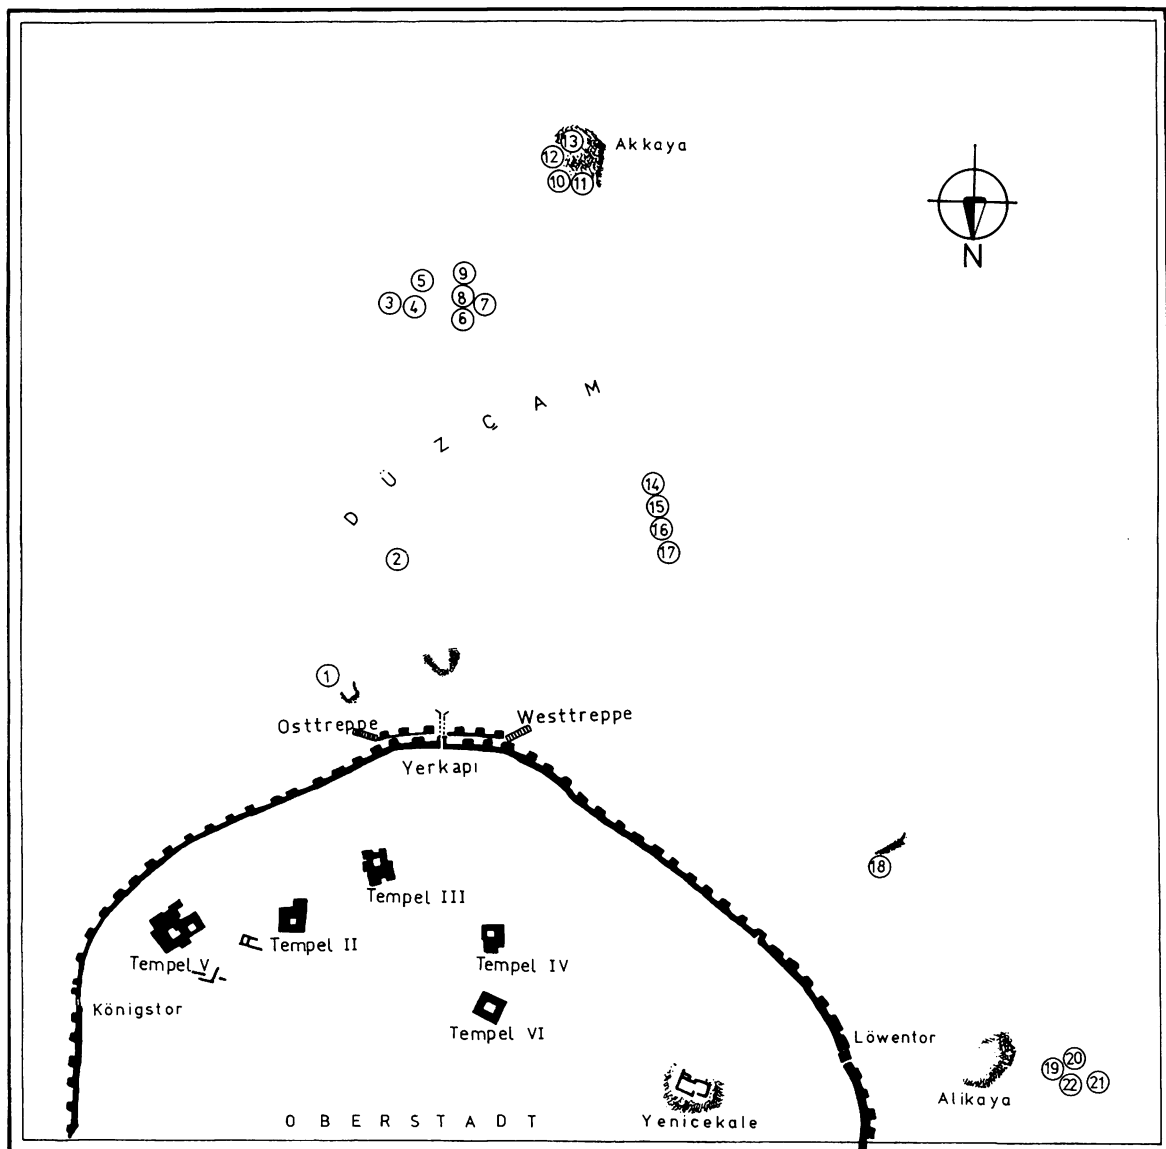 13
Akkaya
12
10
11
N
5
9
3
4
8
7
6
DÜZÇAM
14
15
16
17
2
1
Osttreppe
Westtreppe
Yerkapı
18
Tempel III
Tempel II
Tempel V
Tempel IV
Königstor
Tempel VI
Löwentor
20
19
22
21
Alikaya
Yenicekale
OBERSTADT